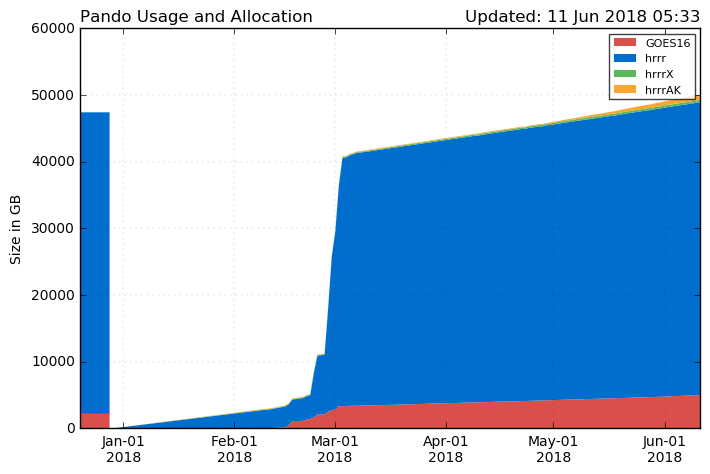 Pando Usage and Allocation
Updated: 11 Jun 2018 05:33
60000
50000
40000
30000
20000
10000
0
Size in GB
GOES16
hrrr
hrrrX
hrrrAK
Jan-01 2018
Feb-01 2018
Mar-01 2018
Apr-01 2018
May-01 2018
Jun-01 2018